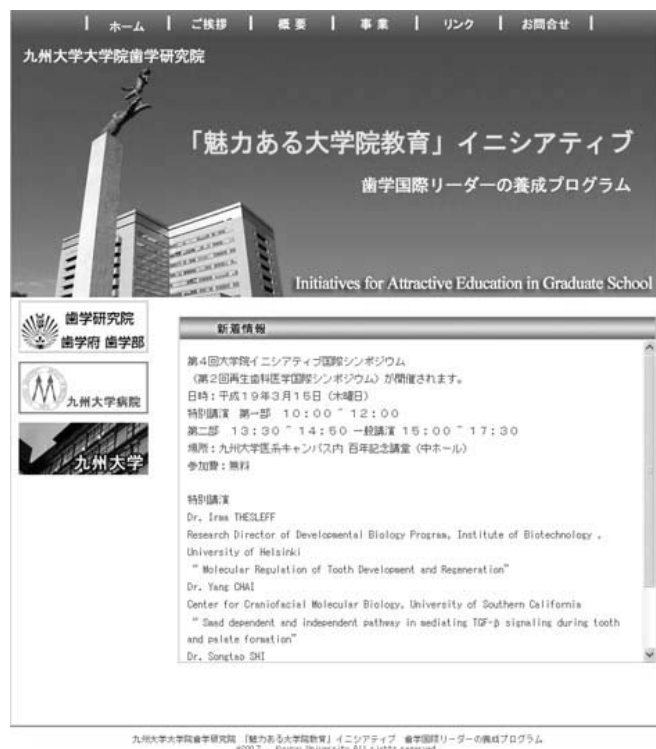 ホーム ご挨拶 概要 事業 リンク お問合せ
九州大学大学院歯学研究院
「魅力ある大学院教育」イニシアティブ
歯学国際リーダーの養成プログラム
Initiatives for Attractive Education in Graduate School
歯学研究院
歯学府 歯学部
九州大学病院
九州大学
新着情報
第4回大学院イニシアティブ国際シンポジウム
(第2回再生歯科医学国際シンポジウム)が開催されます。
日時:平成19年3月15日(木曜日)
特別講演 第一部 10:00~12:00
第二部 13:30~14:50 一般講演 15:00~17:30
場所:九州大学医系キャンパス内 百年記念講堂(中ホール)
参加費:無料
特別講演
Dr. Irma THESLEFF
Research Director of Developmental Biology Program, Institute of Biotechnology ,
University of Helsinki
" Molecular Regulation of Tooth Development and Regeneration"
Dr. Yang CHAI
Center for Craniofacial Molecular Biology, University of Southern California
" Smad dependent and independent pathway in mediating TGF-β signaling during tooth
and palate formation"
Dr. Songtao SHI
九州大学大学院歯学研究院 「魅力ある大学院教育」イニシアティブ 歯学国際リーダーの養成プログラム
©2007 Kyusyu University All rights reserved